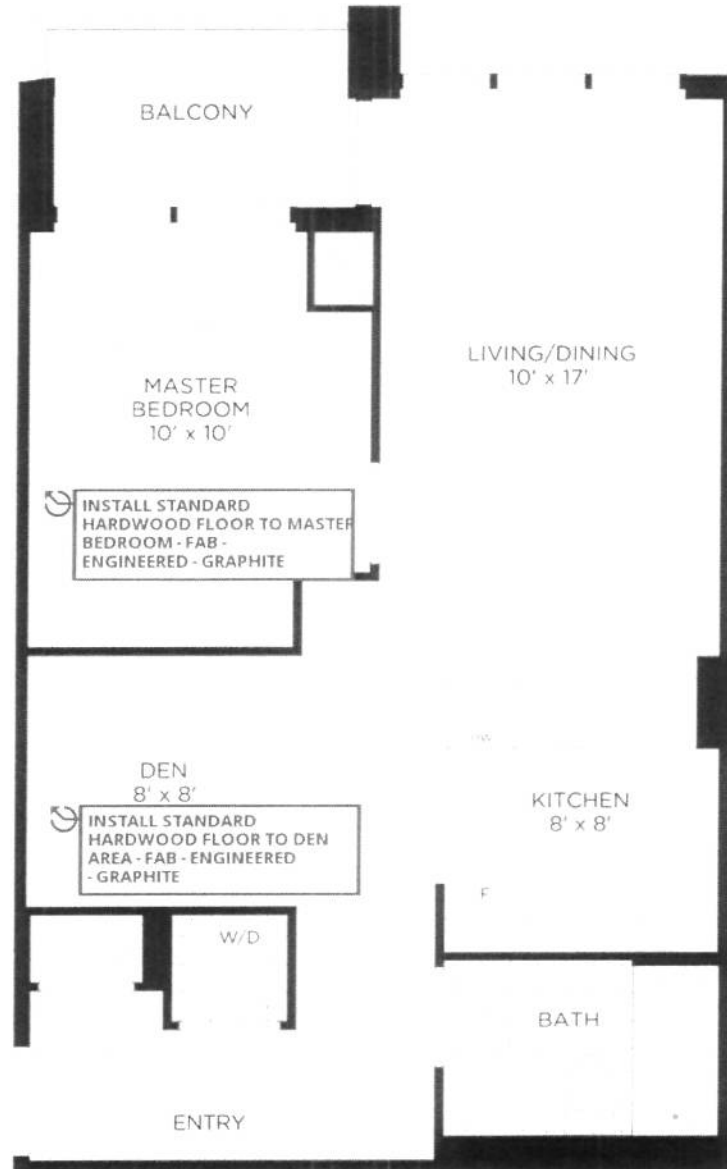 BALCONY
LIVING/DINING
10' x 17'
MASTER
BEDROOM
10' x 10'
INSTALL STANDARD
HARDWOOD FLOOR TO MASTER
BEDROOM - FAB -
ENGINEERED - GRAPHITE
DEN
8' x 8'
INSTALL STANDARD
HARDWOOD FLOOR TO DEN
AREA - FAB - ENGINEERED
- GRAPHITE
KITCHEN
8' x 8'
F
W/D
BATH
ENTRY